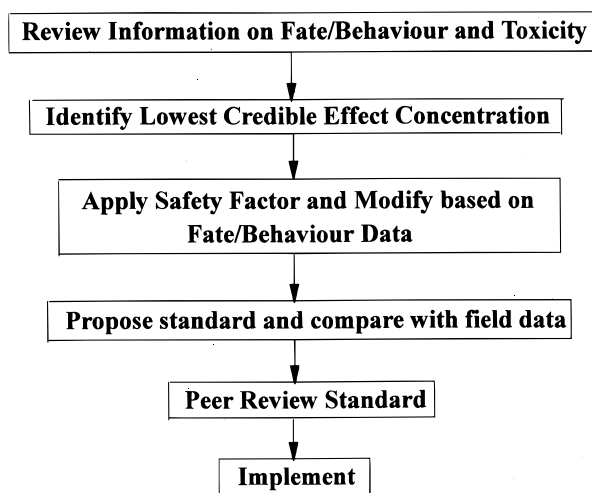 Review Information on Fate/Behaviour and Toxicity
Identify Lowest Credible Effect Concentration
Apply Safety Factor and Modify based on
Fate/Behaviour Data
Propose standard and compare with field data
Peer Review Standard
Implement